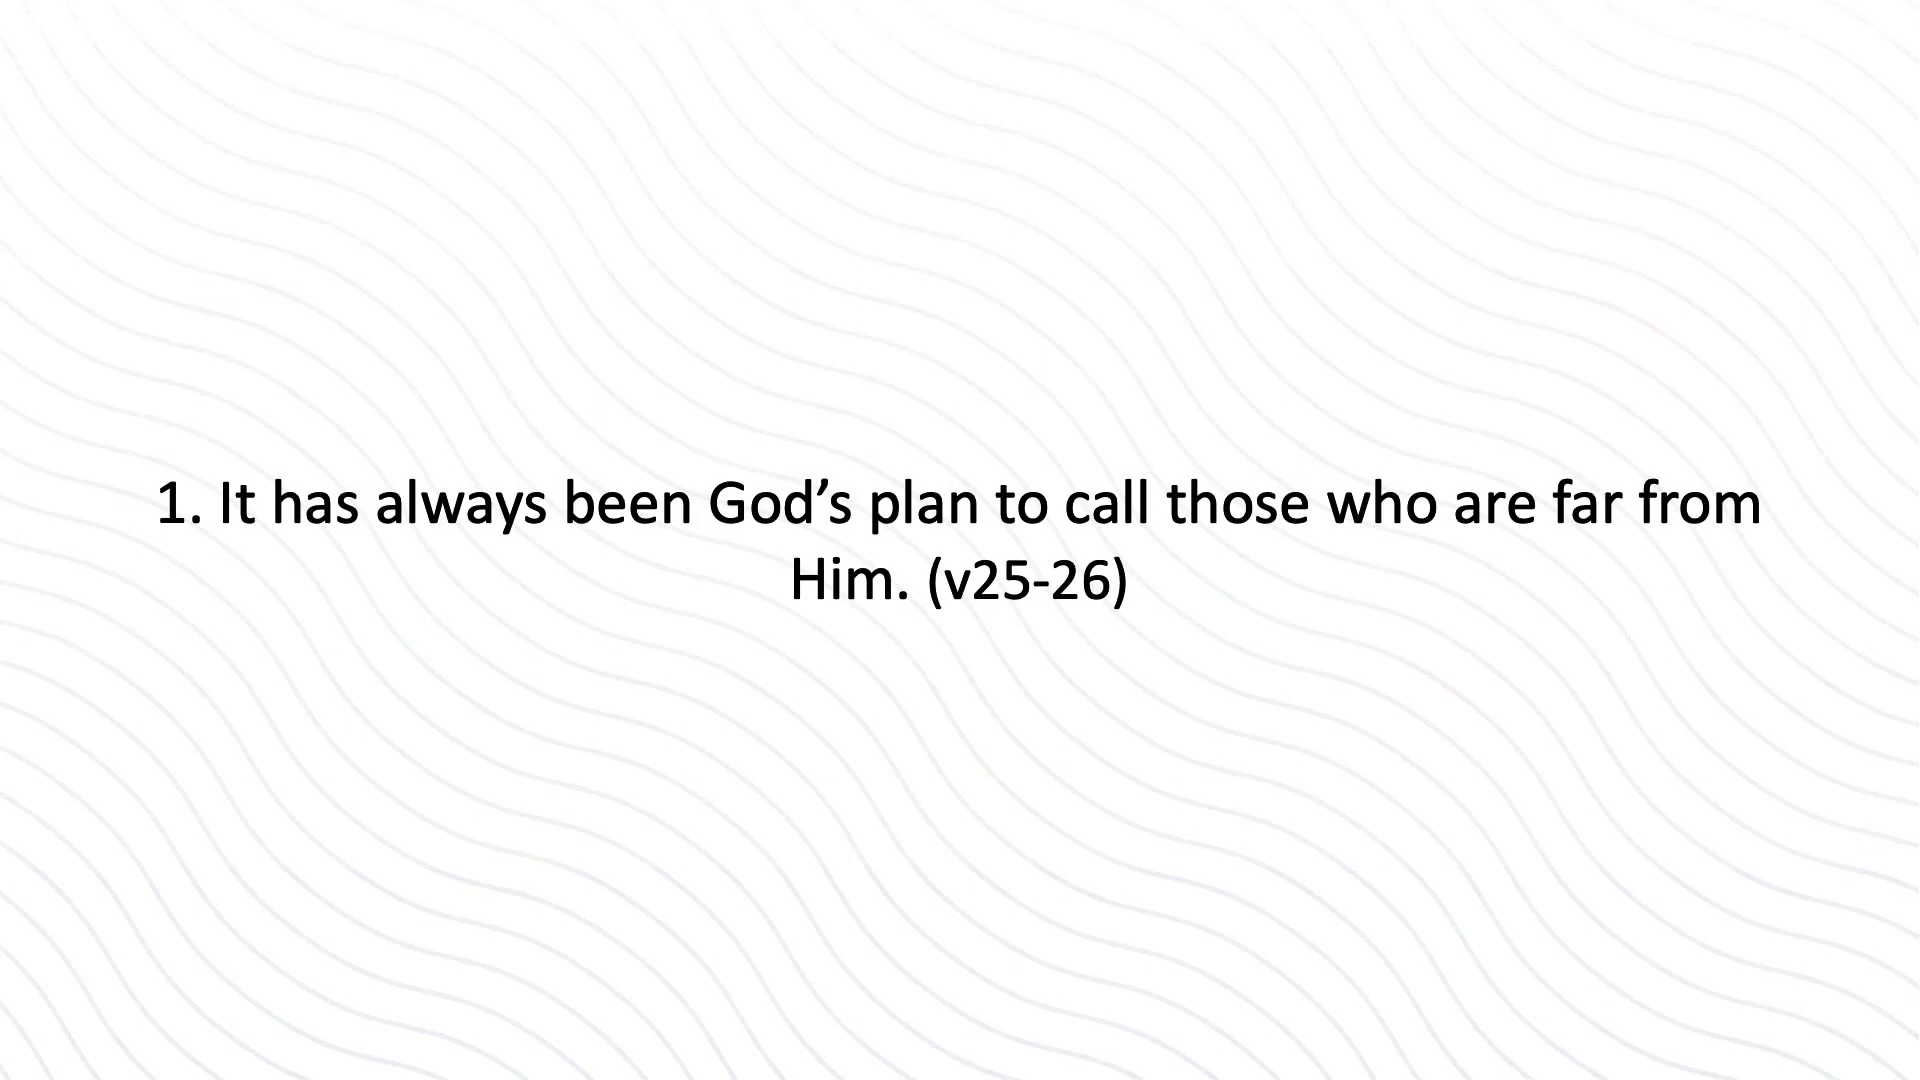 1. It has always been God’s plan to call those who are far from
Him. (v25-26)